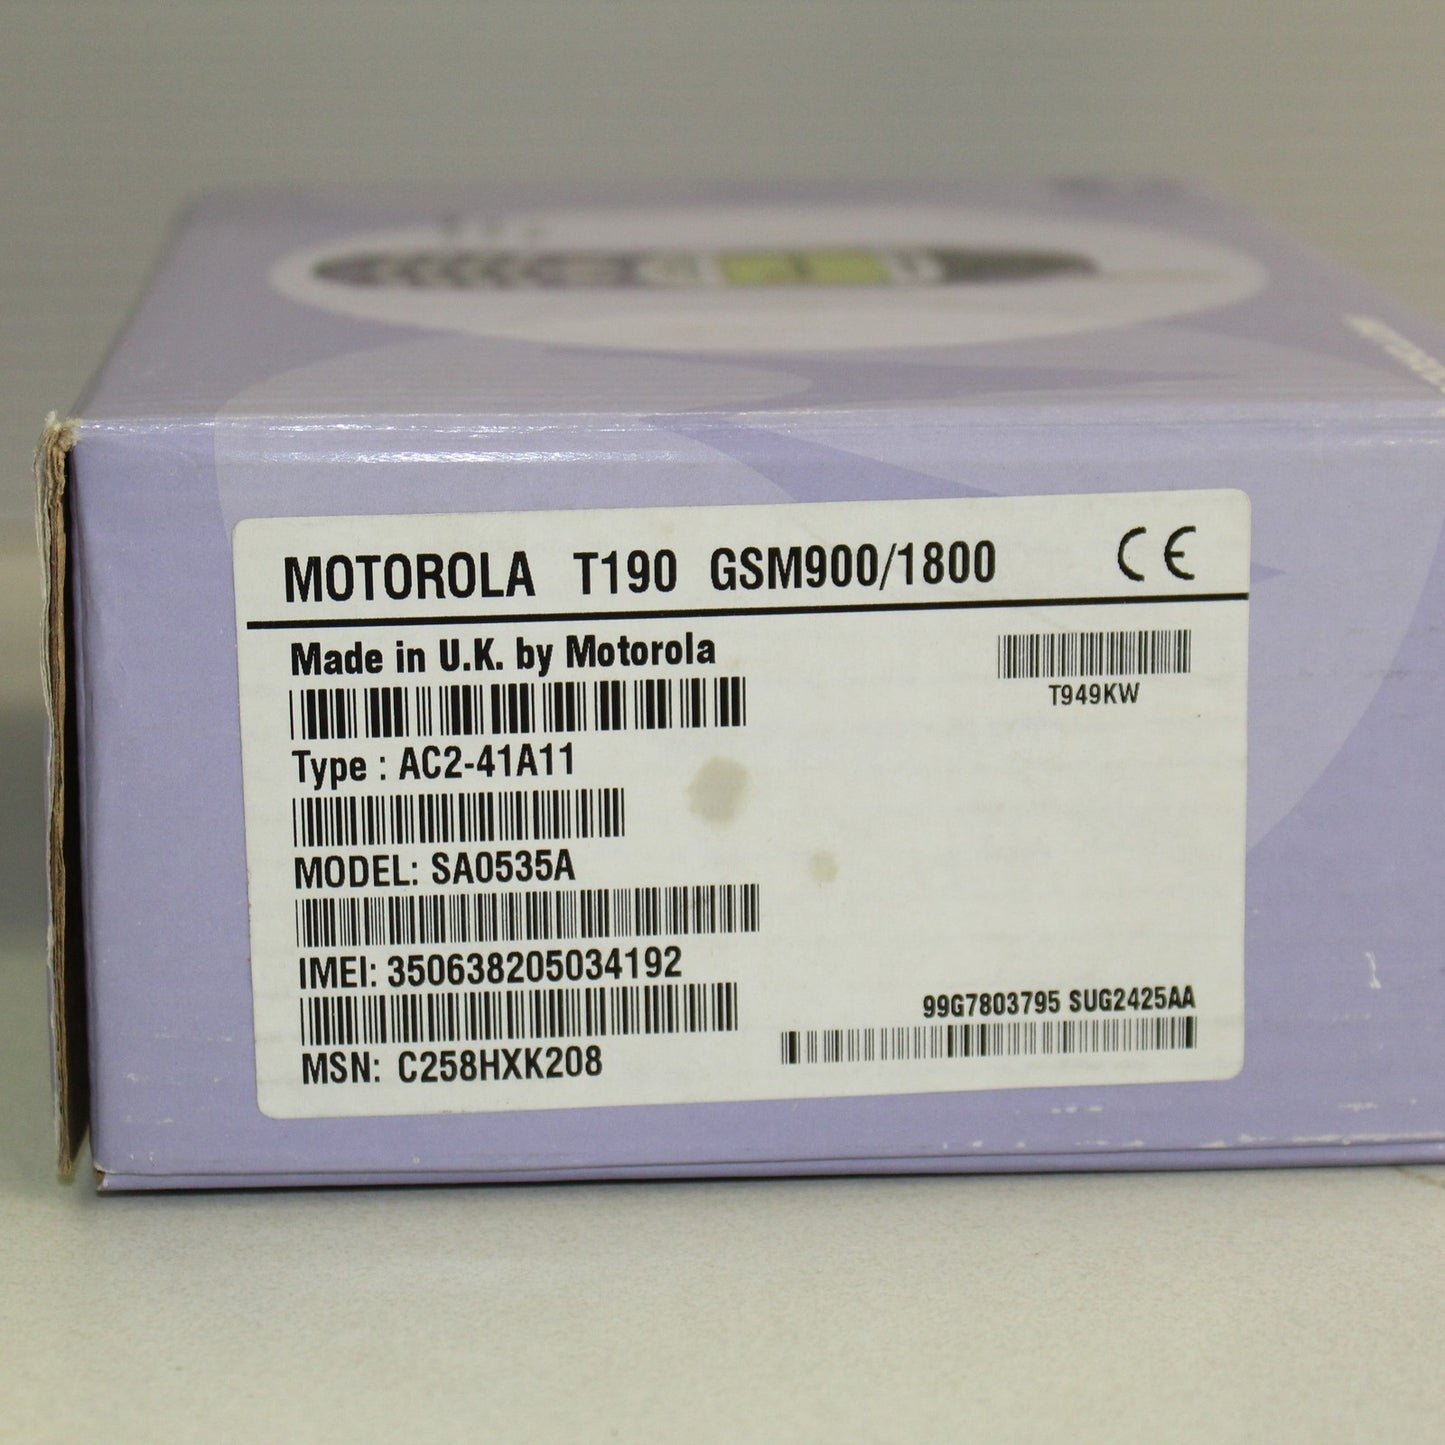 MOTOROLA T190 GSM900/1800 CE
Made in U.K. by Motorola
T949KW
Type : AC2-41A11
MODEL: SA0535A
IMEI: 350638205034192
99G7803795 SUG2425AA
MSN: C258HXK208